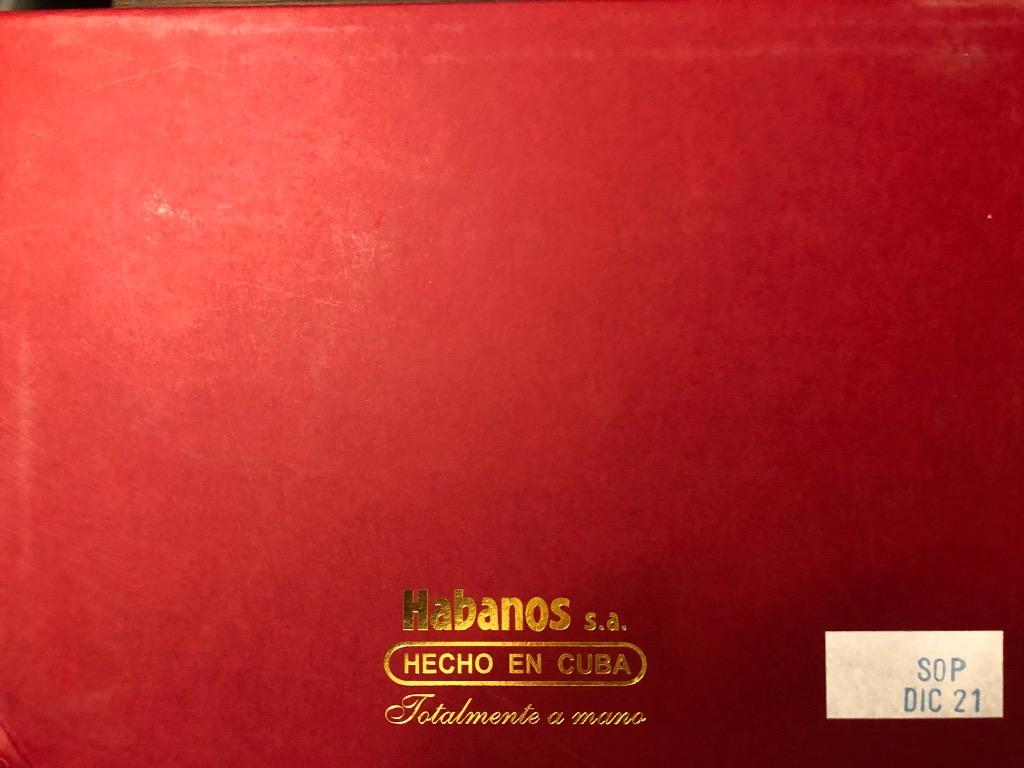 Habanos s.a.
HECHO EN CUBA
Totalmente a mano
SOP
DIC 21